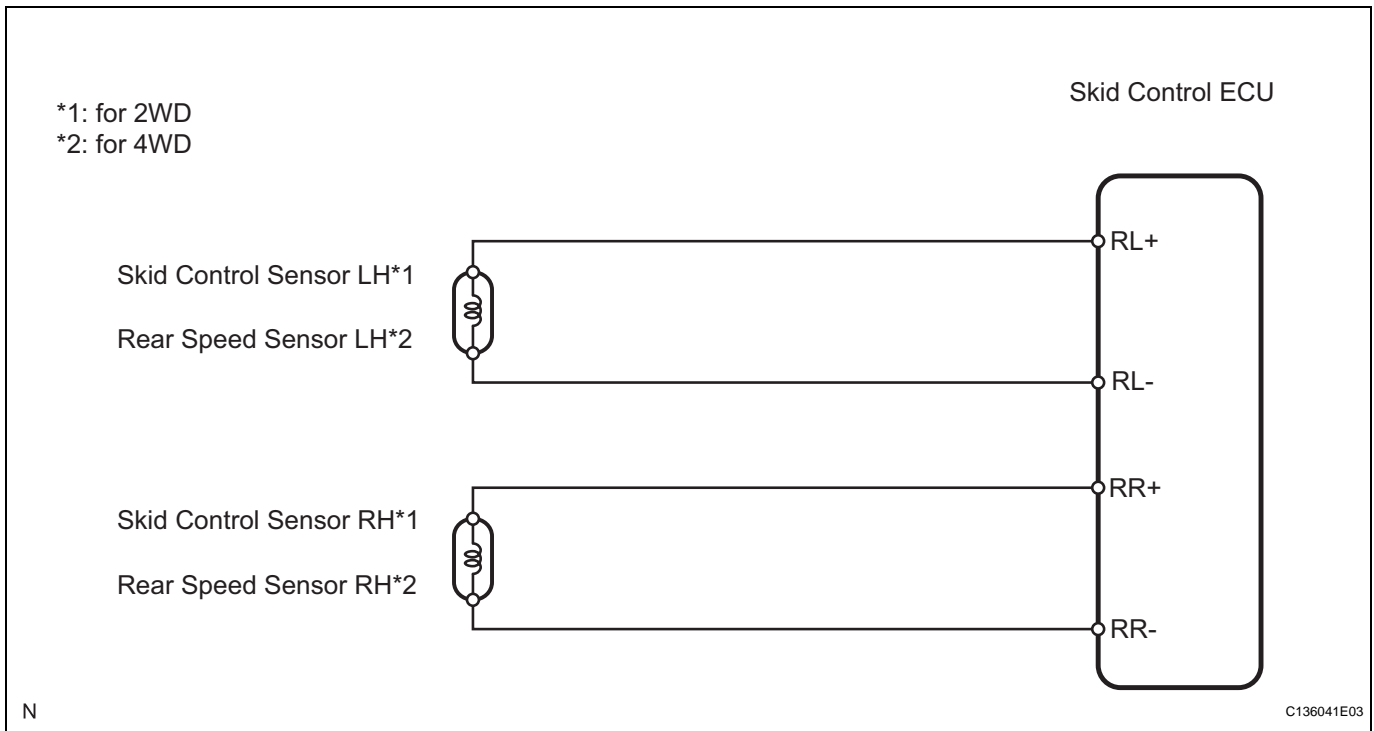 Skid Control ECU
*1: for 2WD
*2: for 4WD
RL+
Skid Control Sensor LH*1
Rear Speed Sensor LH*2
RL-
RR+
Skid Control Sensor RH*1
Rear Speed Sensor RH*2
RR-
N
C136041E03